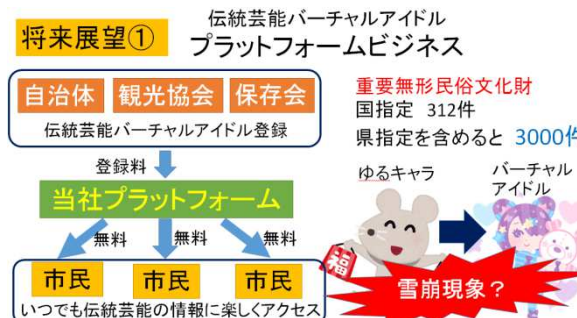 将来展望①
伝統芸能バーチャルアイドル
プラットフォームビジネス
自治体 観光協会 保存会
伝統芸能バーチャルアイドル登録
登録料
当社プラットフォーム
無料 無料 無料
市民 市民 市民
いつでも伝統芸能の情報に楽しくアクセス
重要無形民俗文化財
国指定 312件
県指定を含めると 3000件
ゆるキャラ
バーチャル
アイドル
福
雪崩現象?